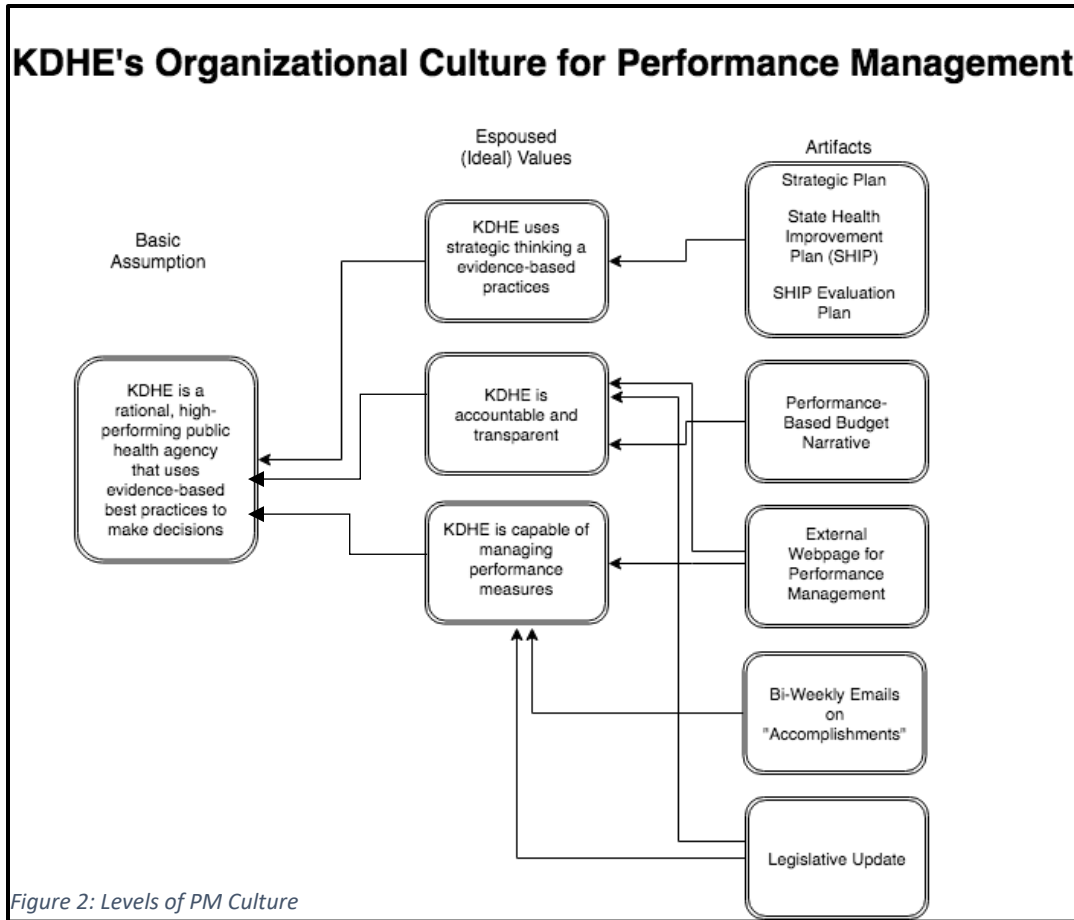 KDHE's Organizational Culture for Performance Management
Basic
Assumption
KDHE is a
rational, high-
performing public
health agency
that uses
evidence-based
best practices to
make decisions
Espoused
(Ideal) Values
KDHE uses
strategic thinking a
evidence-based
practices
KDHE is
accountable and
transparent
KDHE is capable of
managing
performance
measures
Artifacts
Strategic Plan
State Health
Improvement
Plan (SHIP)
SHIP Evaluation
Plan
Performance-
Based Budget
Narrative
External
Webpage for
Performance
Management
Bi-Weekly Emails
on
"Accomplishments"
Legislative Update
Figure 2: Levels of PM Culture